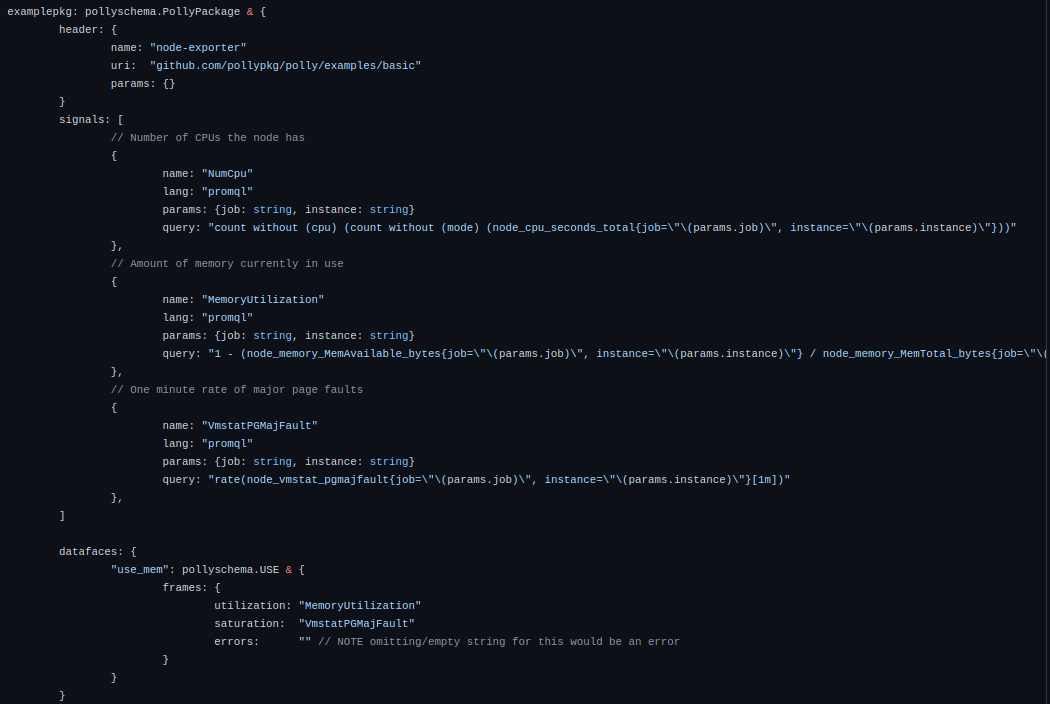 examplepkg: pollyschema.PollyPackage & {
        header: {
                name: "node-exporter"
                uri:  "github.com/pollypkg/polly/examples/basic"
                params: {}
        }
        signals: [
                // Number of CPUs the node has
                {
                        name: "NumCpu"
                        lang: "promql"
                        params: {job: string, instance: string}
                        query: "count without (cpu) (count without (mode) (node_cpu_seconds_total{job=\"\(params.job)\", instance=\"\(params.instance)\"}))"
                },
                // Amount of memory currently in use
                {
                        name: "MemoryUtilization"
                        lang: "promql"
                        params: {job: string, instance: string}
                        query: "1 - (node_memory_MemAvailable_bytes{job=\"\(params.job)\", instance=\"\(params.instance)\"} / node_memory_MemTotal_bytes{job=\"\(
                },
                // One minute rate of major page faults
                {
                        name: "VmstatPGMajFault"
                        lang: "promql"
                        params: {job: string, instance: string}
                        query: "rate(node_vmstat_pgmajfault{job=\"\(params.job)\", instance=\"\(params.instance)\"}[1m])"
                },
        ]

        datafaces: {
                "use_mem": pollyschema.USE & {
                        frames: {
                                utilization: "MemoryUtilization"
                                saturation:  "VmstatPGMajFault"
                                errors:      "" // NOTE omitting/empty string for this would be an error
                        }
                }
        }